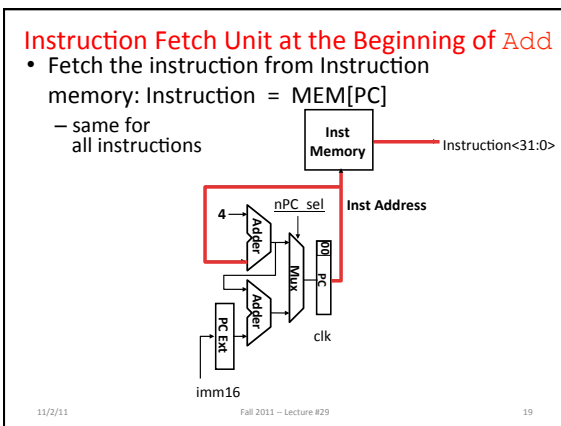 Instruction Fetch Unit at the Beginning of Add
• Fetch the instruction from Instruction
memory: Instruction = MEM[PC]
– same for
all instructions
Inst
Memory
Instruction<31:0>
nPC_sel
Inst Address
4
Adder
00
Mux
PC
Adder
PC Ext
clk
imm16
11/2/11
Fall 2011 -- Lecture #29
19